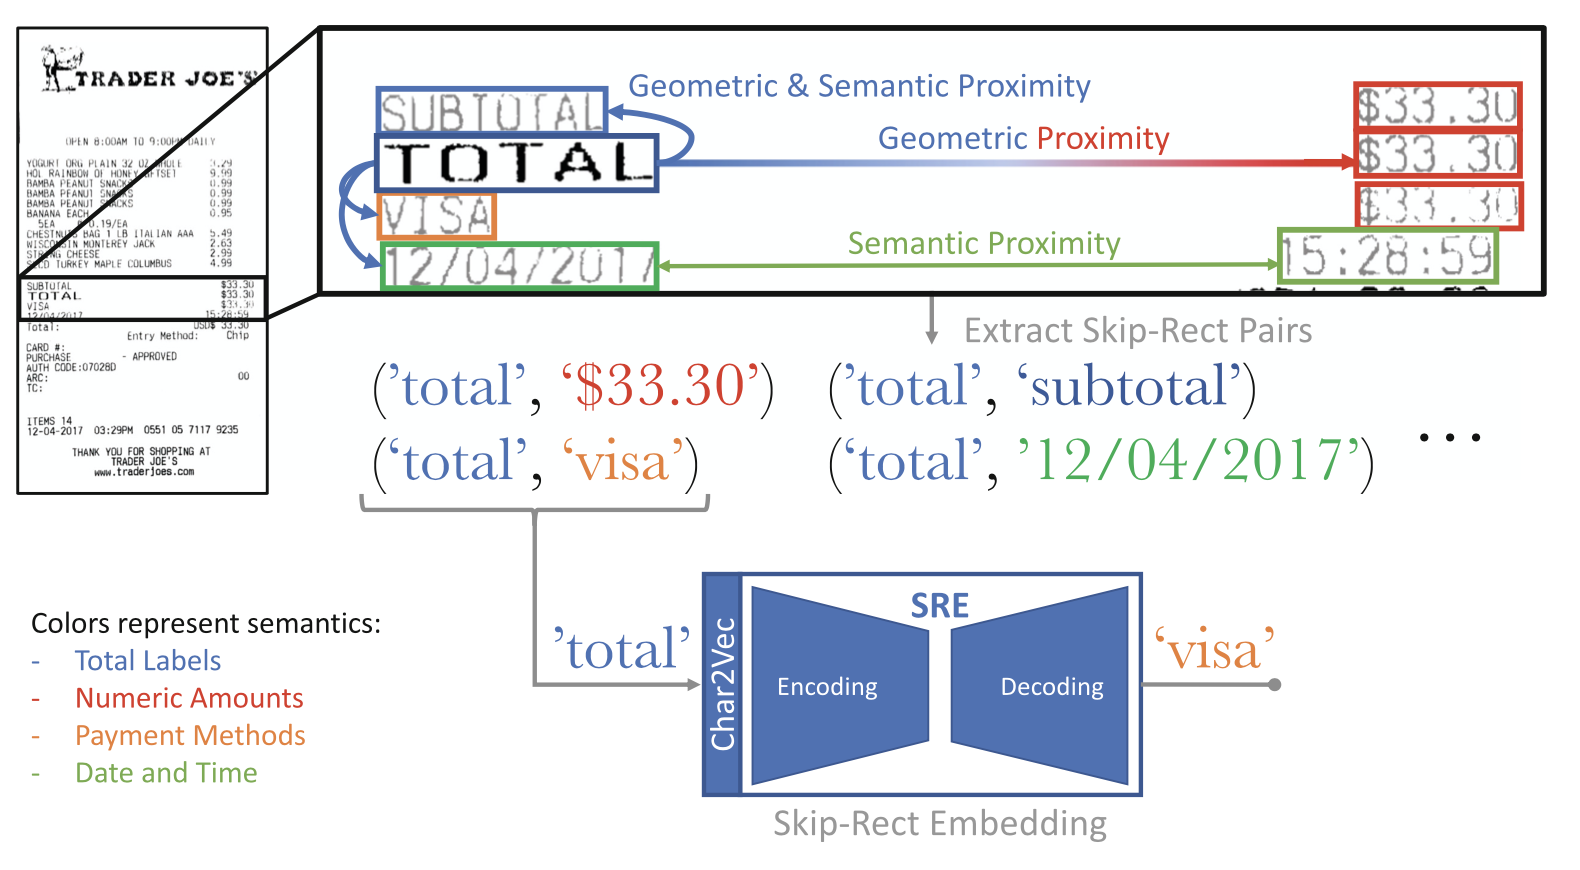 TRADER JOE'S
OPEN 8:00AM TO 9:00PM DAILY
YOGURT ORG PLAIN 32 OZ WHOLE 3.29
HOL RAINBOW OF HONEY GFTSET 9.99
BAMBA PEANUT SNACKS 0.99
BAMBA PEANUT SNACKS 0.99
BAMBA PEANUT SNACKS 0.99
BANANA EACH 0.95
5EA 0.19/EA
CHESTNUTS BAG 1 LB ITALIAN AAA 5.49
WISCONSIN MONTEREY JACK 2.63
STRING CHEESE 2.99
TURKEY MAPLE COLUMBUS 4.99
SUBTOTAL $33.30
TOTAL $33.30
VISA $33.30
12/04/2017 15:28:59
Total: USD$ 33.30
Entry Method: Chip
CARD #:
PURCHASE - APPROVED
AUTH CODE:07028D
ARC: 00
TC:
ITEMS 14
12-04-2017 03:29PM 0551 05 7117 9235
THANK YOU FOR SHOPPING AT
TRADER JOE'S
www.traderjoes.com
Geometric & Semantic Proximity
SUBTOTAL $33.30
Geometric Proximity
TOTAL $33.30
VISA $33.30
Semantic Proximity
12/04/2017 15:28:59
Extract Skip-Rect Pairs
('total', '$33.30') ('total', 'subtotal')
('total', 'visa') ('total', '12/04/2017') ...
Colors represent semantics:
- Total Labels
- Numeric Amounts
- Payment Methods
- Date and Time
'total'
Char2Vec
SRE
Encoding
Decoding
'visa'
Skip-Rect Embedding